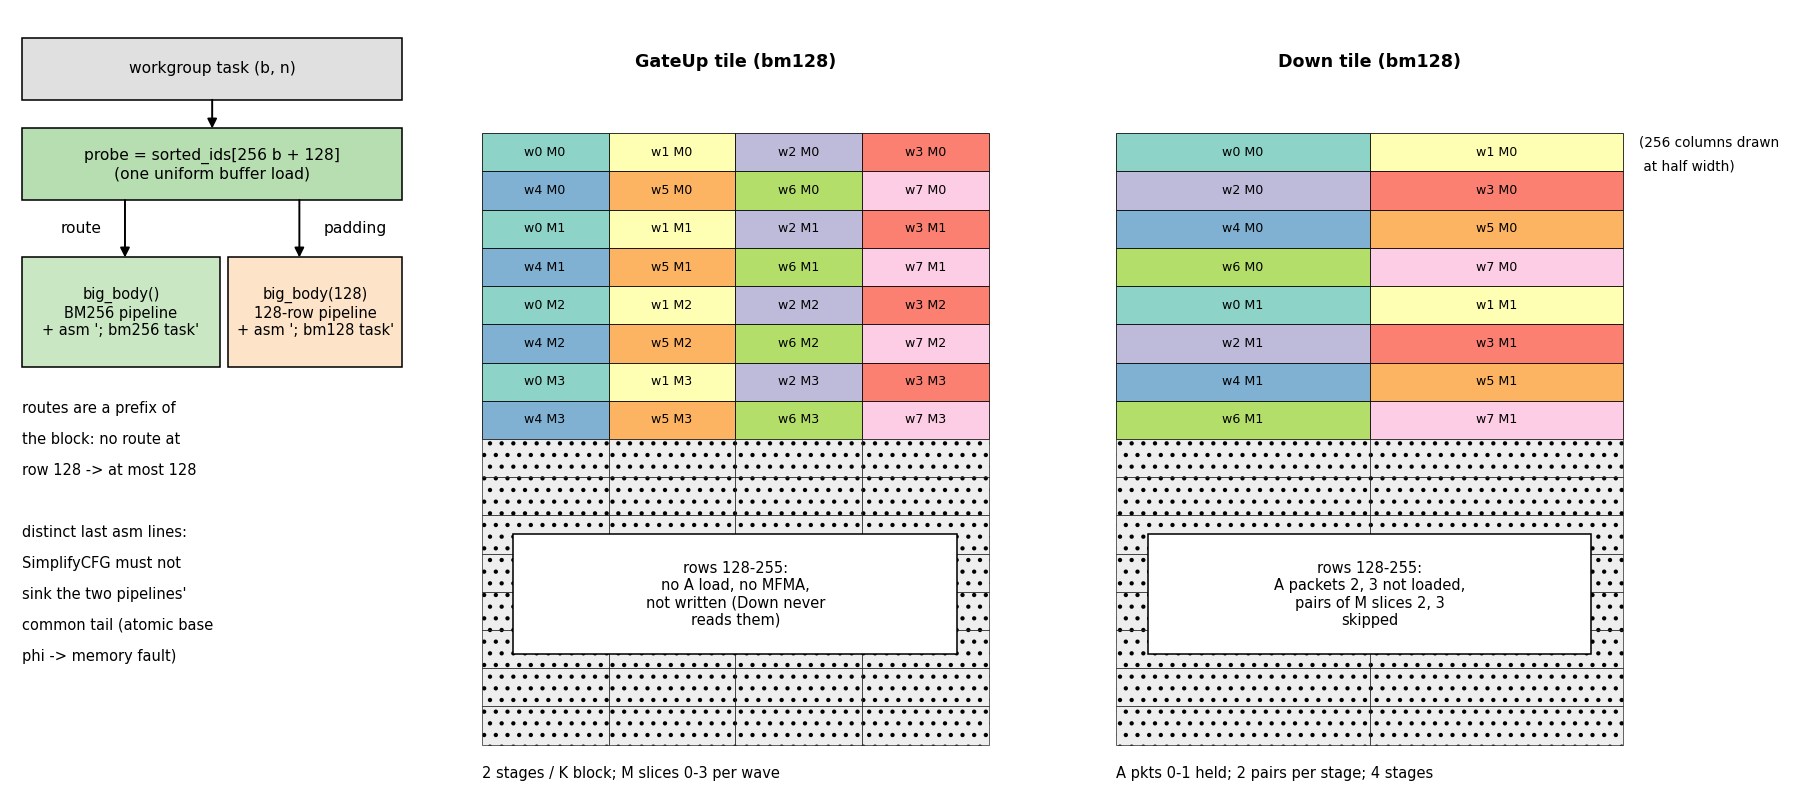 workgroup task (b, n)
probe = sorted_ids[256 b + 128]
(one uniform buffer load)
route
padding
big_body()
BM256 pipeline
+ asm '; bm256 task'
big_body(128)
128-row pipeline
+ asm '; bm128 task'
routes are a prefix of
the block: no route at
row 128 -> at most 128
distinct last asm lines:
SimplifyCFG must not
sink the two pipelines'
common tail (atomic base
phi -> memory fault)
GateUp tile (bm128)
w0 M0 w1 M0 w2 M0 w3 M0
w4 M0 w5 M0 w6 M0 w7 M0
w0 M1 w1 M1 w2 M1 w3 M1
w4 M1 w5 M1 w6 M1 w7 M1
w0 M2 w1 M2 w2 M2 w3 M2
w4 M2 w5 M2 w6 M2 w7 M2
w0 M3 w1 M3 w2 M3 w3 M3
w4 M3 w5 M3 w6 M3 w7 M3
rows 128-255:
no A load, no MFMA,
not written (Down never
reads them)
2 stages / K block; M slices 0-3 per wave
Down tile (bm128)
(256 columns drawn
at half width)
w0 M0 w1 M0
w2 M0 w3 M0
w4 M0 w5 M0
w6 M0 w7 M0
w0 M1 w1 M1
w2 M1 w3 M1
w4 M1 w5 M1
w6 M1 w7 M1
rows 128-255:
A packets 2, 3 not loaded,
pairs of M slices 2, 3
skipped
A pkts 0-1 held; 2 pairs per stage; 4 stages